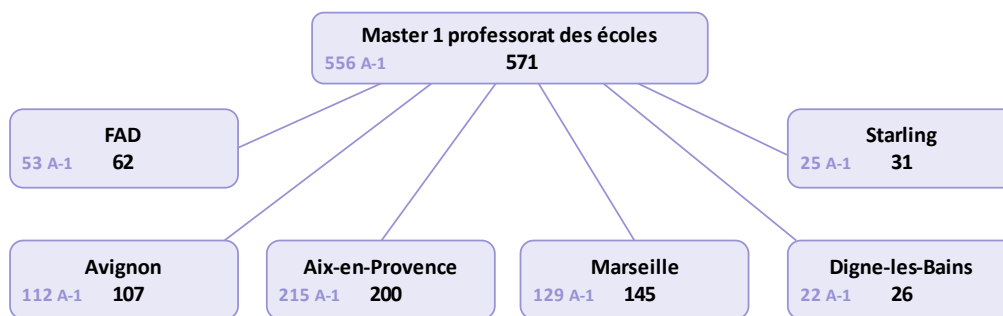 Master 1 professorat des écoles
556 A-1 571
FAD
53 A-1 62
Starling
25 A-1 31
Avignon
112 A-1 107
Aix-en-Provence
215 A-1 200
Marseille
129 A-1 145
Digne-les-Bains
22 A-1 26